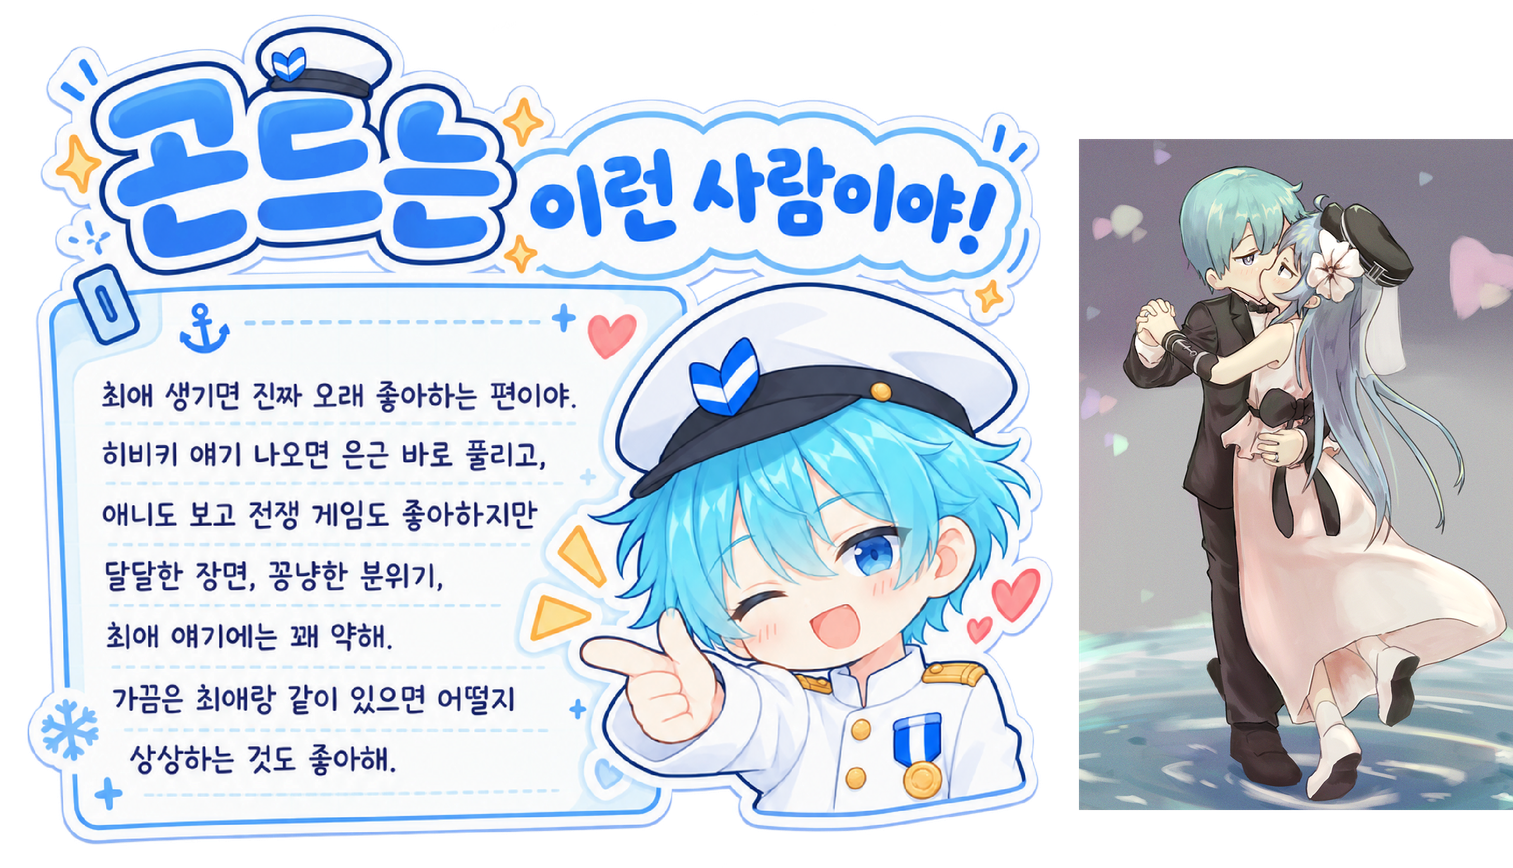 곤드는
이런 사람이야!
최애 생기면 진짜 오래 좋아하는 편이야.
히비키 얘기 나오면 은근 바로 풀리고,
애니도 보고 전쟁 게임도 좋아하지만
달달한 장면, 꽁냥한 분위기,
최애 얘기에는 꽤 약해.
가끔은 최애랑 같이 있으면 어떨지
상상하는 것도 좋아해.